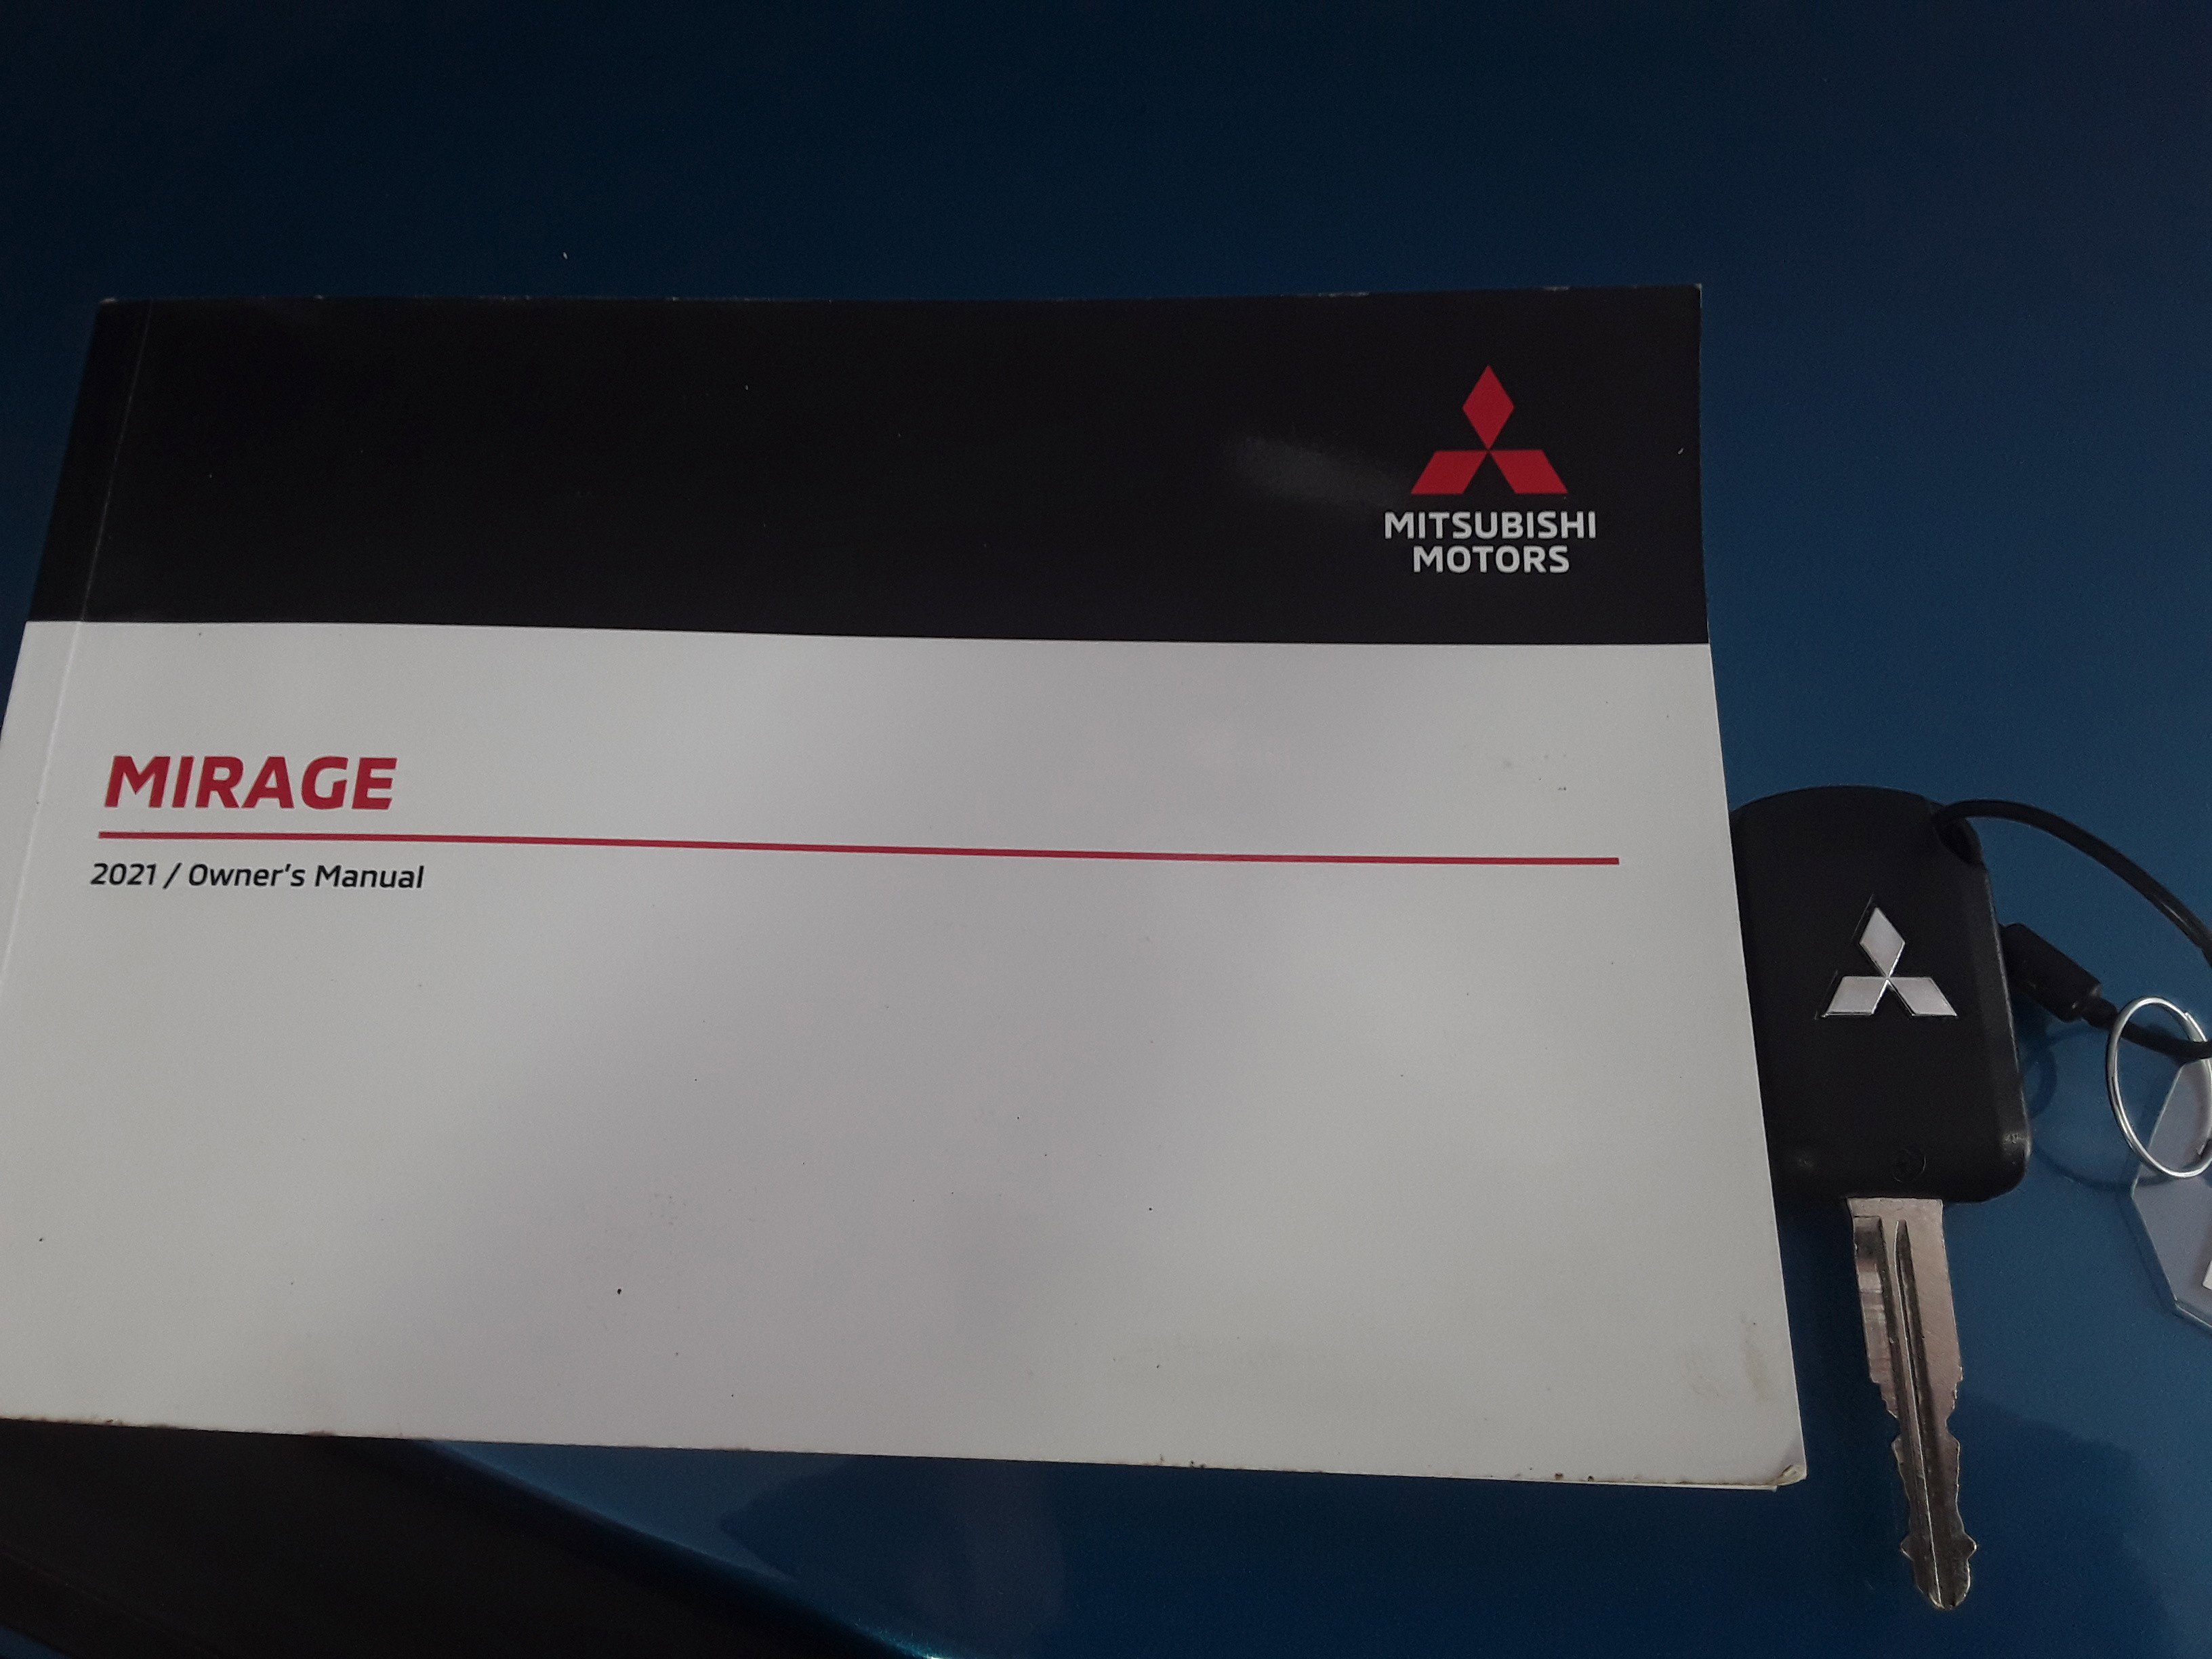 MITSUBISHI
MOTORS
MIRAGE
2021 / Owner's Manual